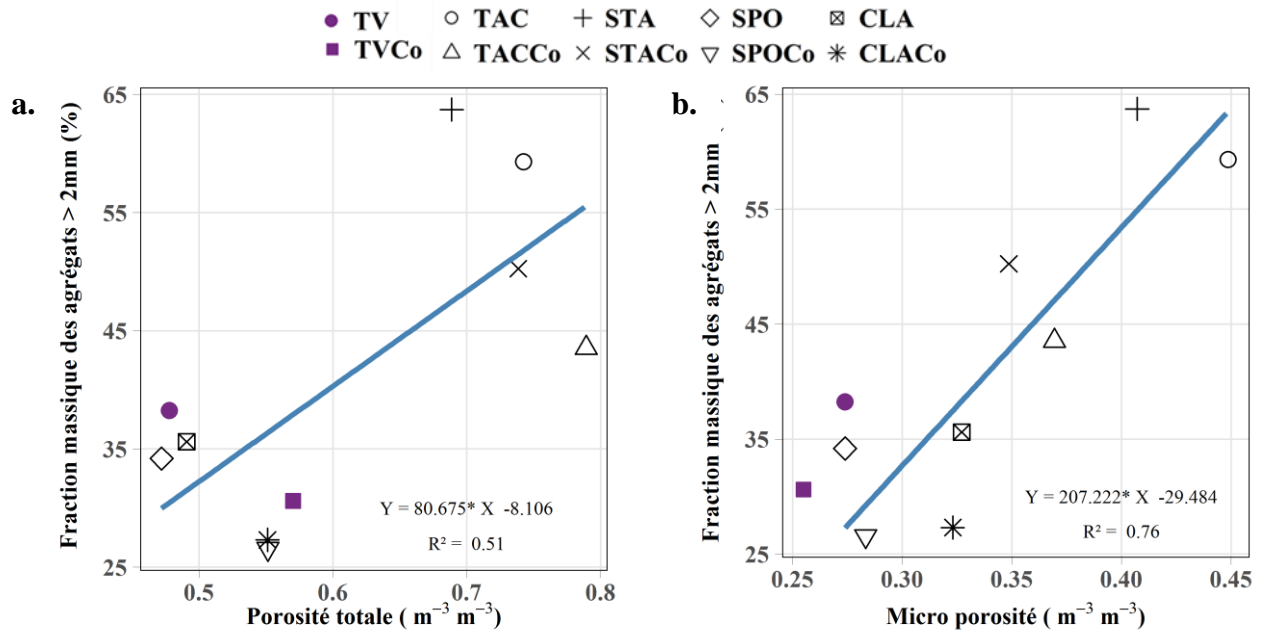 TV TAC STA SPO CLA
TVCo TACCo STACo SPOCo CLACo
a.
Fraction massique des agrégats > 2mm (%)
65
55
45
35
25
Y = 80.675* X -8.106
R² = 0.51
0.5 0.6 0.7 0.8
Porosité totale ( m⁻³ m⁻³)
b.
Fraction massique des agrégats > 2mm
65
55
45
35
25
Y = 207.222* X -29.484
R² = 0.76
0.25 0.30 0.35 0.40 0.45
Micro porosité ( m⁻³ m⁻³)